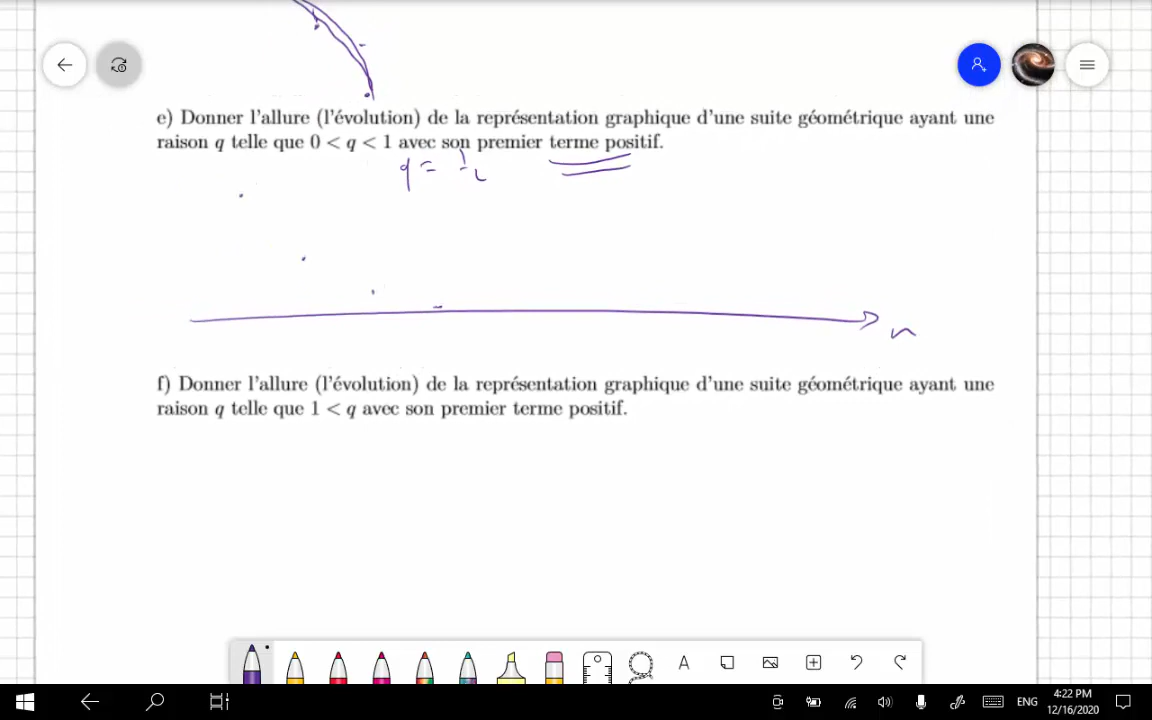 e) Donner l'allure (l'évolution) de la représentation graphique d'une suite géométrique ayant une
raison q telle que 0 < q < 1 avec son premier terme positif.
q = 1/2
n
f) Donner l'allure (l'évolution) de la représentation graphique d'une suite géométrique ayant une
raison q telle que 1 < q avec son premier terme positif.
A
ENG
4:22 PM
12/16/2020